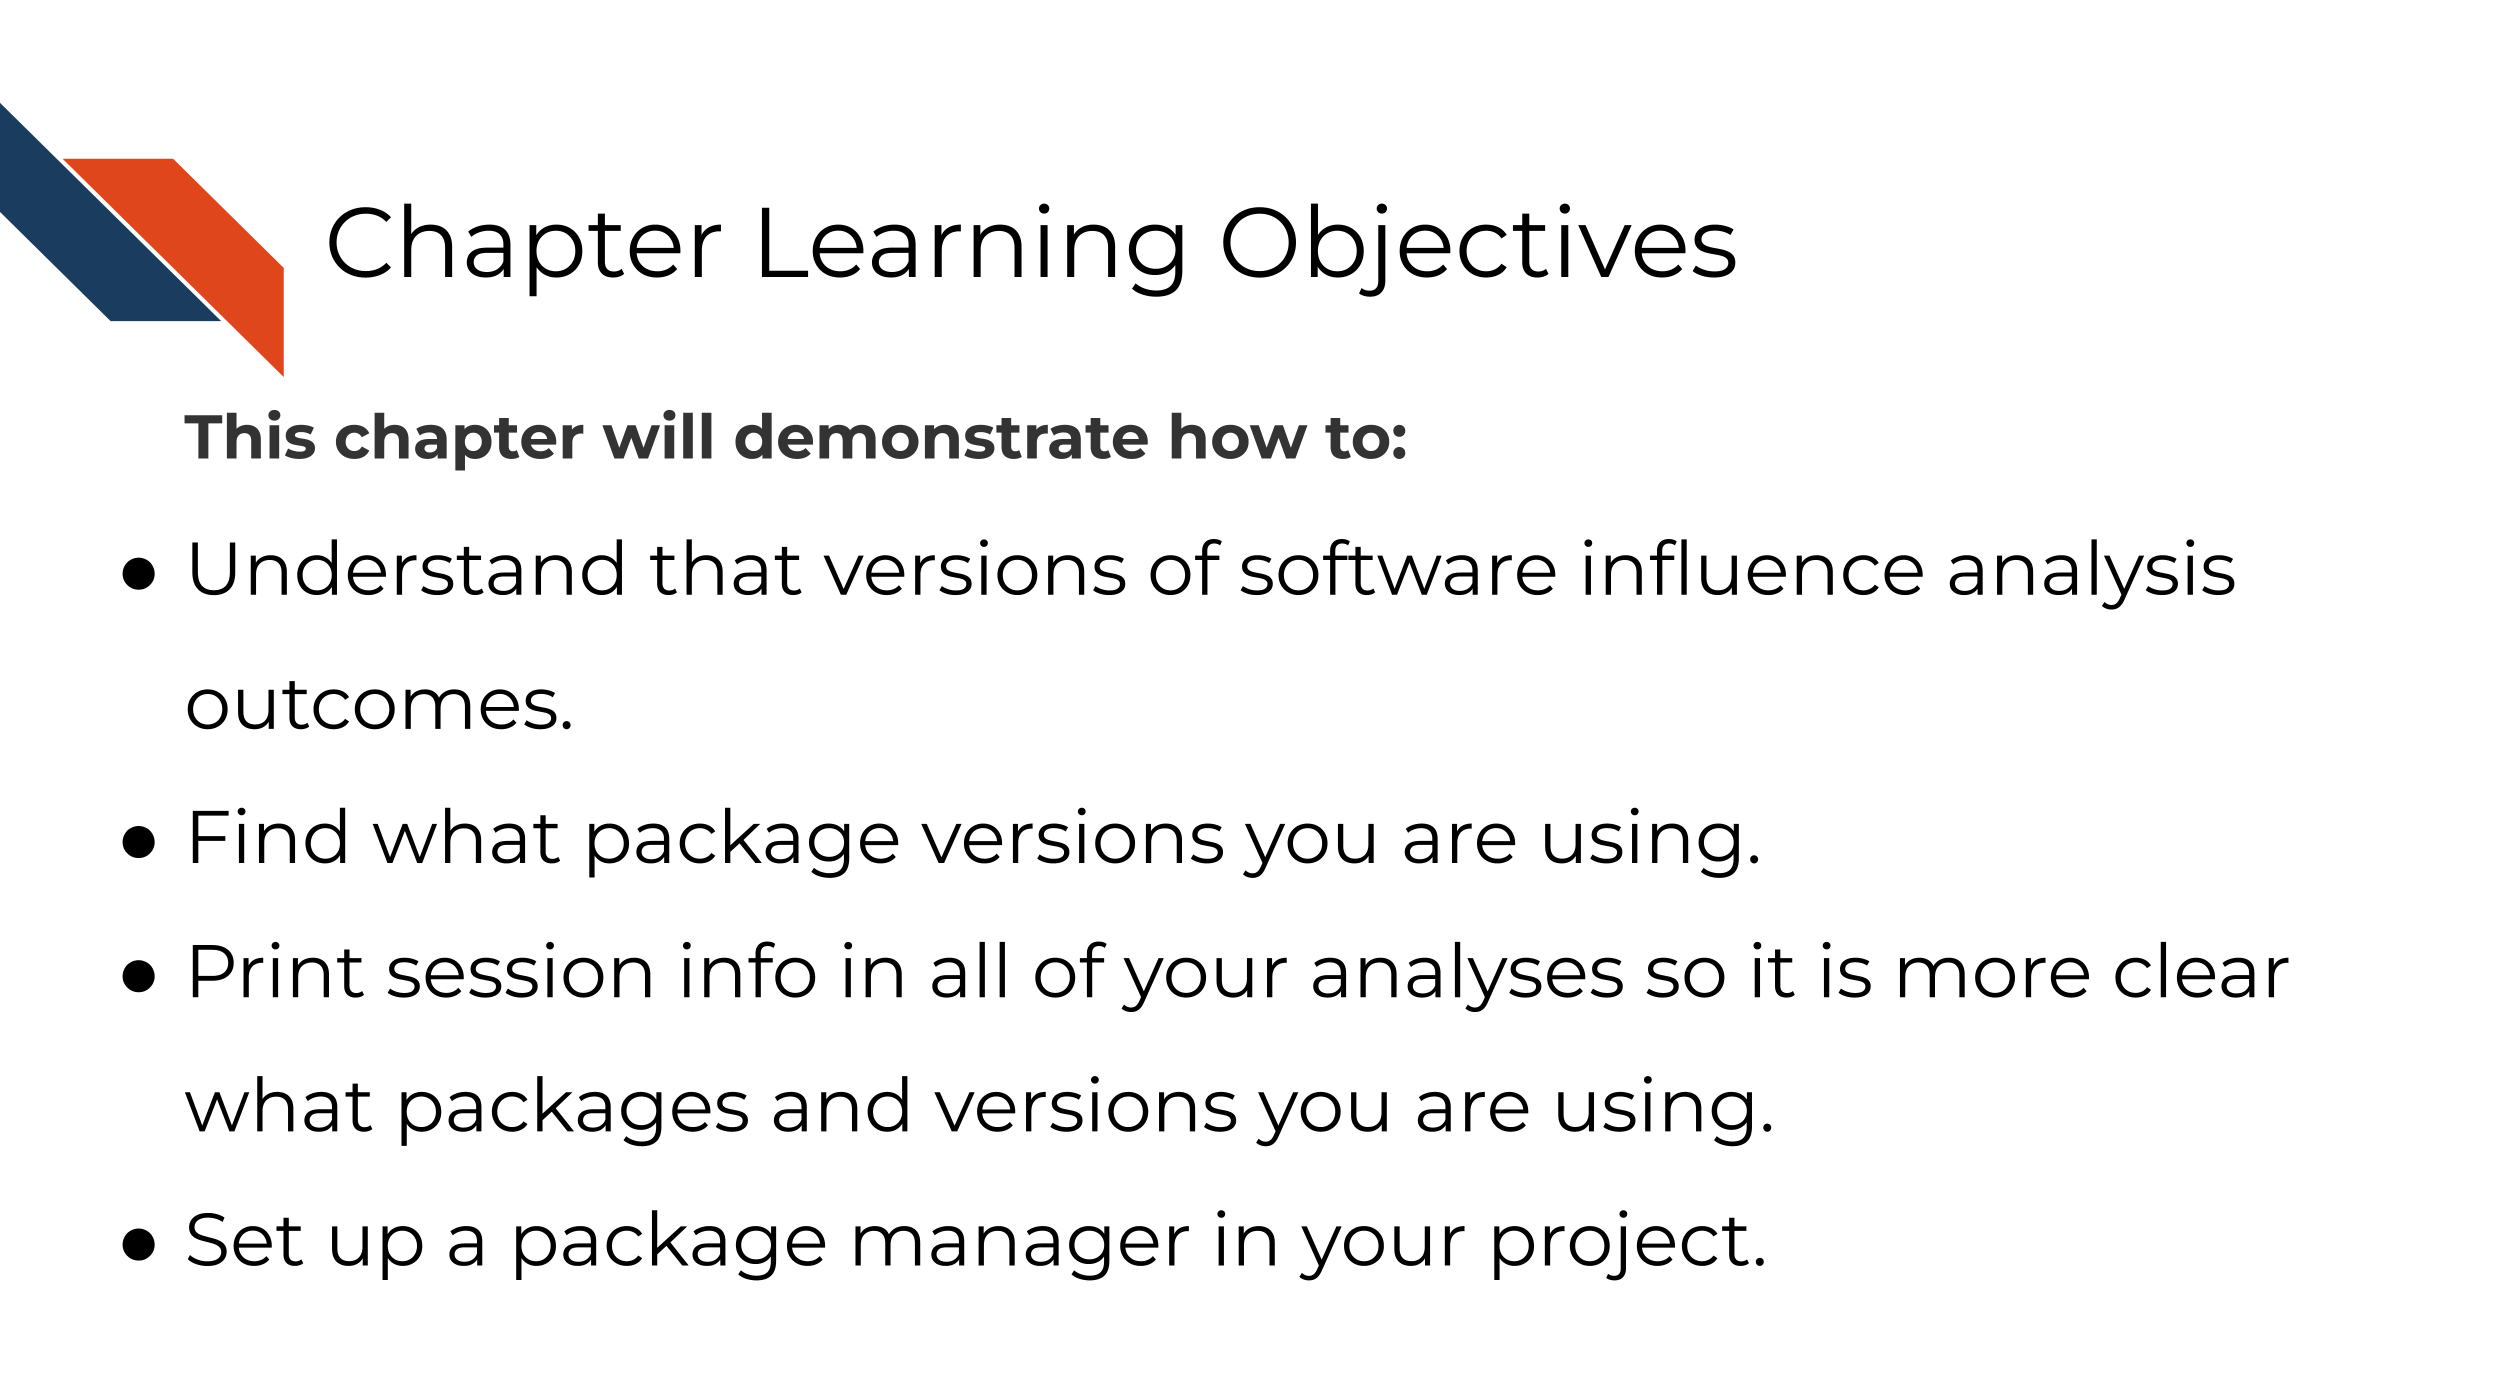 Chapter Learning Objectives
This chapter will demonstrate how to:
● Understand that versions of software influence analysis
outcomes.
● Find what package versions you are using.
● Print session info in all of your analyses so it is more clear
what packages and versions you are using.
● Set up a package manager in your project.